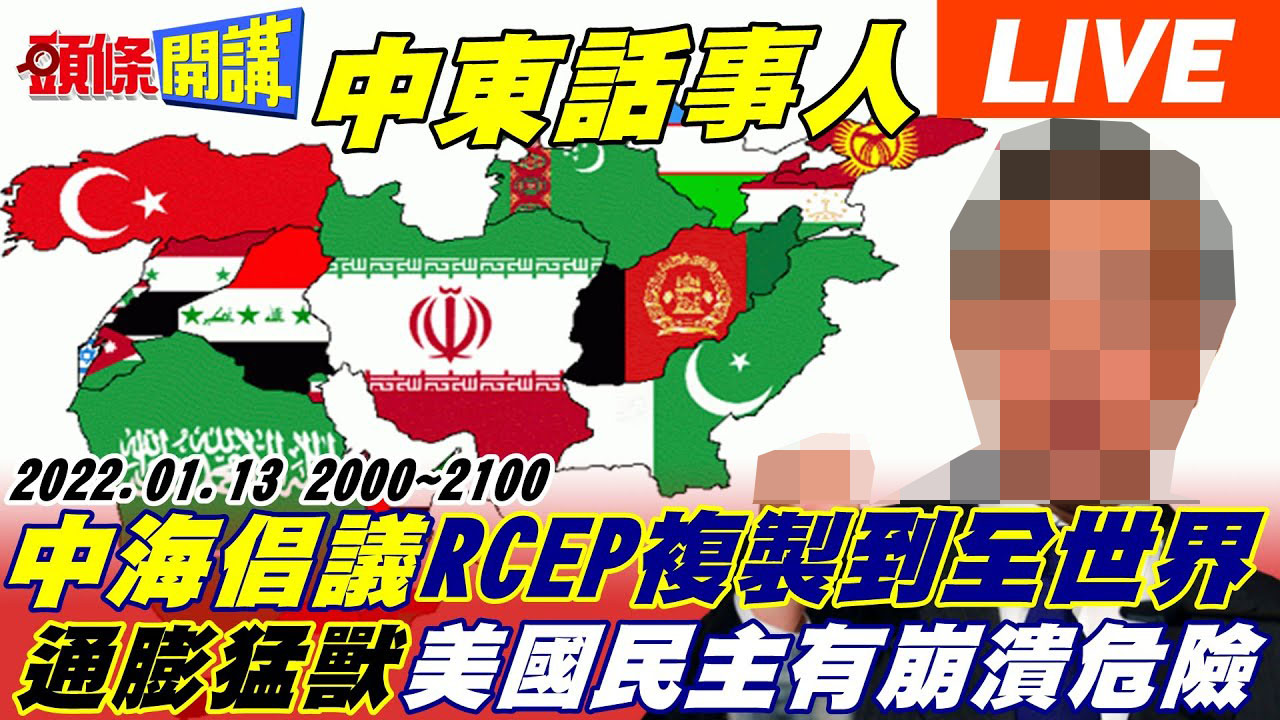 頭條開講
中東話事人
LIVE
2022.01.13 2000~2100
中海倡議RCEP複製到全世界
通膨猛獸美國民主有崩潰危險